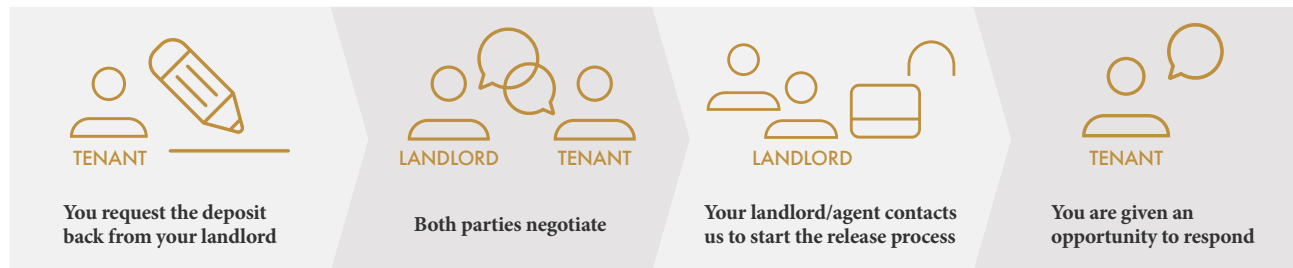 TENANT
You request the deposit
back from your landlord
LANDLORD
TENANT
Both parties negotiate
LANDLORD
Your landlord/agent contacts
us to start the release process
TENANT
You are given an
opportunity to respond